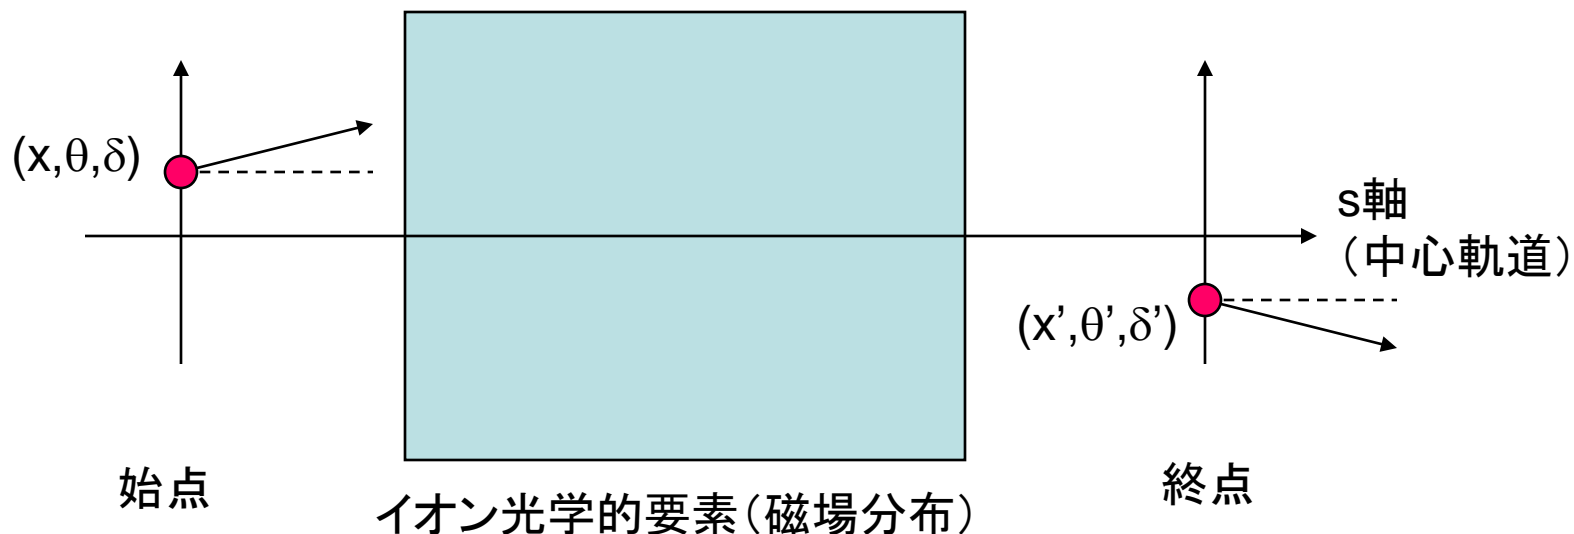 (x,θ,δ)
s軸
（中心軌道）
(x’,θ’,δ’)
始点
イオン光学的要素（磁場分布）
終点